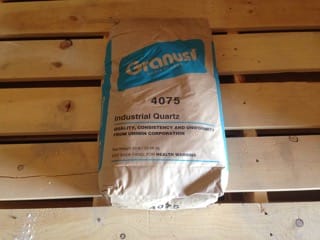 Granusil
4075
Industrial Quartz
QUALITY, CONSISTENCY AND UNIFORMITY
FROM UNIMIN CORPORATION
SEE BACK PANEL FOR HEALTH WARNING
4075